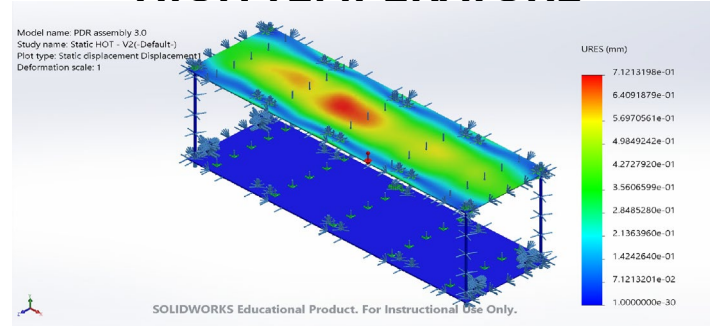 HIGH TEMPERATURE
Model name: PDR assembly 3.0
Study name: Static HOT - V2(-Default-)
Plot type: Static displacement Displacement1
Deformation scale: 1
URES (mm)
7.1213198e-01
6.4091879e-01
5.6970561e-01
4.9849242e-01
4.2727920e-01
3.5606599e-01
2.8485280e-01
2.1363960e-01
1.4242640e-01
7.1213201e-02
1.0000000e-30
SOLIDWORKS Educational Product. For Instructional Use Only.